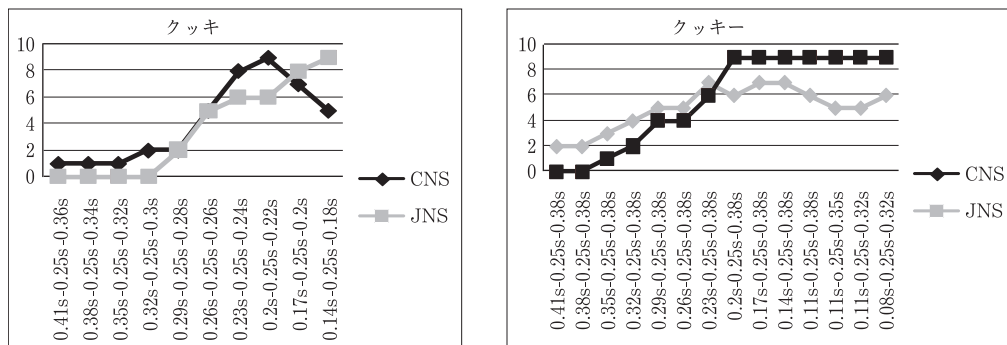 クッキ
10
8
6
4
2
0
0.41s-0.25s-0.36s
0.38s-0.25s-0.34s
0.35s-0.25s-0.32s
0.32s-0.25s-0.3s
0.29s-0.25s-0.28s
0.26s-0.25s-0.26s
0.23s-0.25s-0.24s
0.2s-0.25s-0.22s
0.17s-0.25s-0.2s
0.14s-0.25s-0.18s
CNS
JNS
クッキー
10
8
6
4
2
0
0.41s-0.25s-0.38s
0.38s-0.25s-0.38s
0.35s-0.25s-0.38s
0.32s-0.25s-0.38s
0.29s-0.25s-0.38s
0.26s-0.25s-0.38s
0.23s-0.25s-0.38s
0.2s-0.25s-0.38s
0.17s-0.25s-0.38s
0.14s-0.25s-0.38s
0.11s-0.25s-0.38s
0.11s-o.25s-0.35s
0.11s-0.25s-0.32s
0.08s-0.25s-0.32s
CNS
JNS